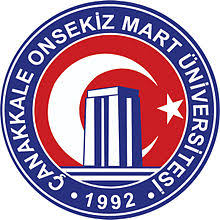 ÇANAKKALE ONSEKİZ MART ÜNİVERSİTESİ
• 1992 •